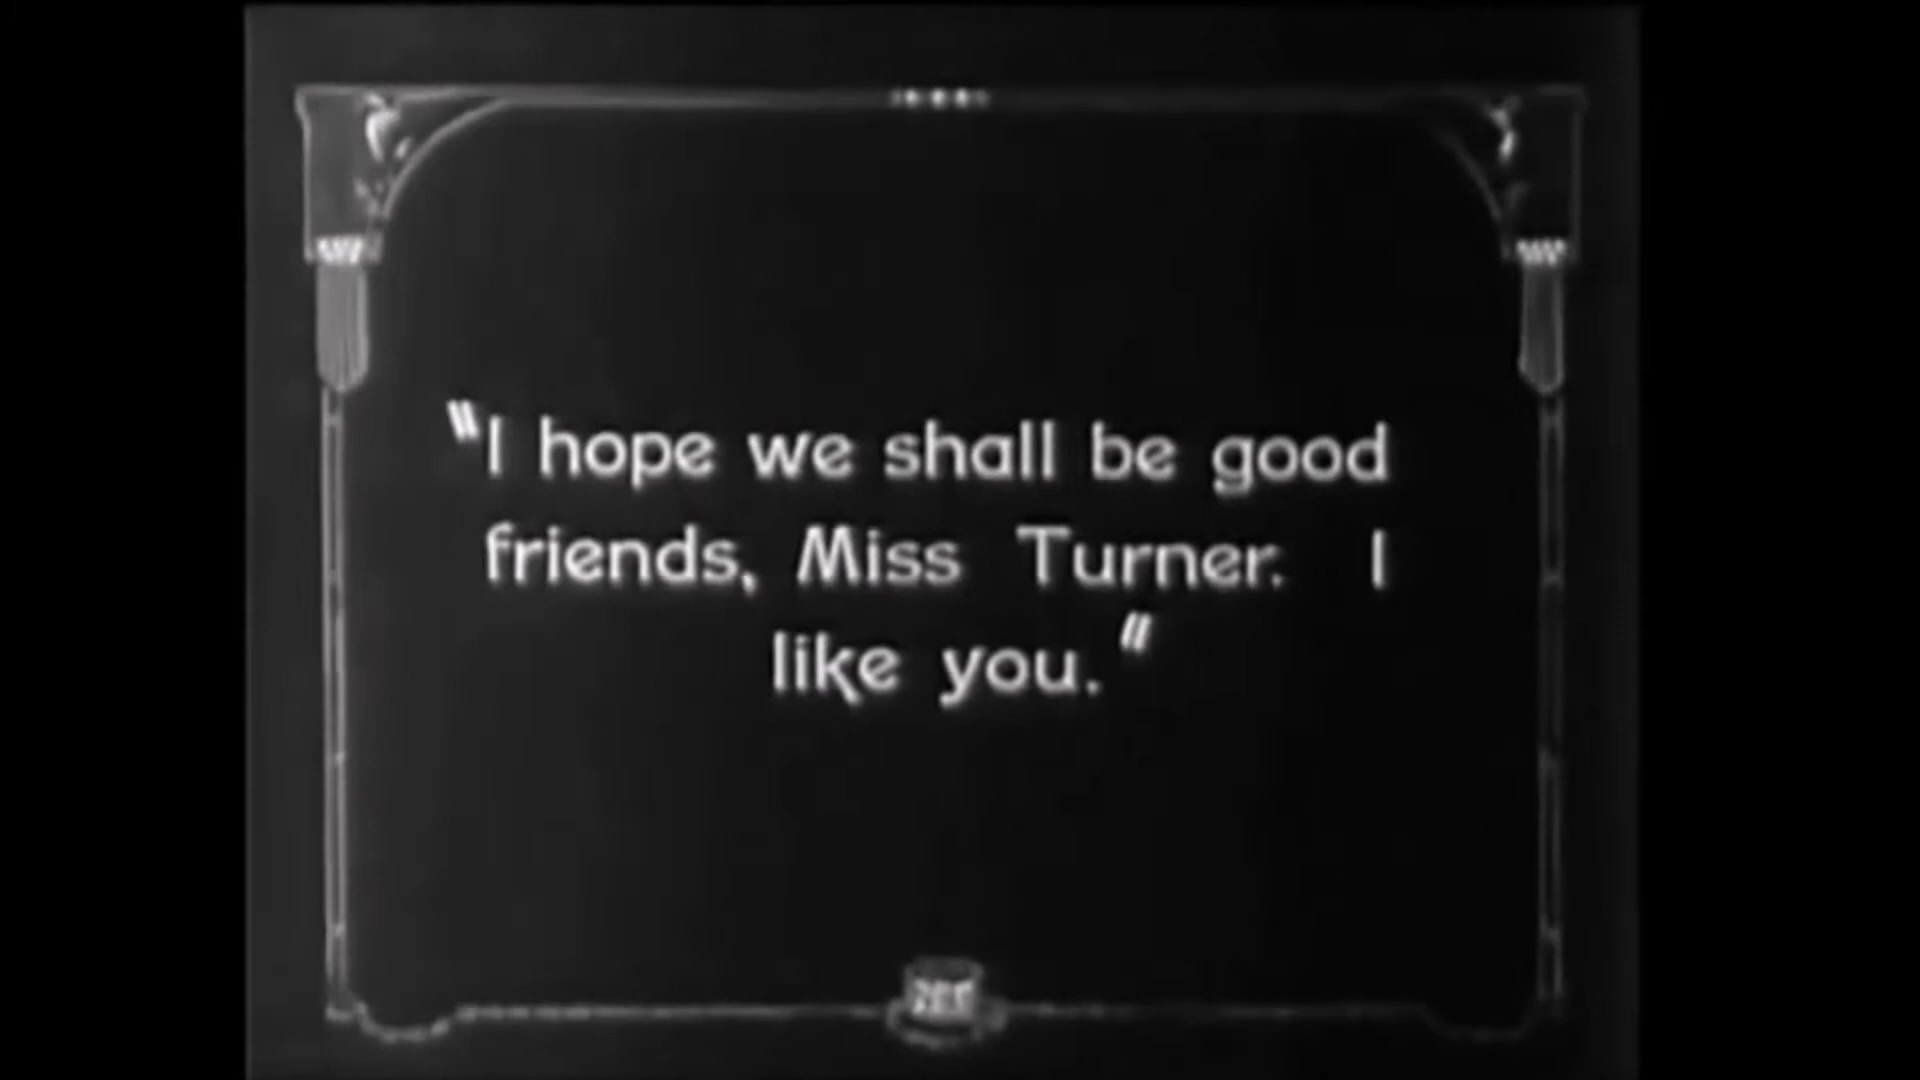 "I hope we shall be good
friends, Miss Turner. I
like you."